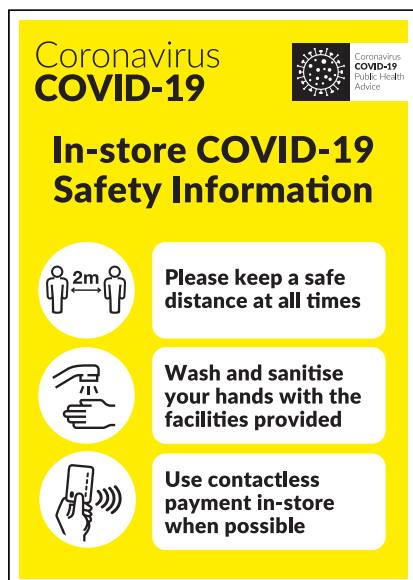 Coronavirus
COVID-19
Coronavirus
COVID-19
Public Health
Advice
In-store COVID-19
Safety Information
2m
Please keep a safe
distance at all times
Wash and sanitise
your hands with the
facilities provided
Use contactless
payment in-store
when possible